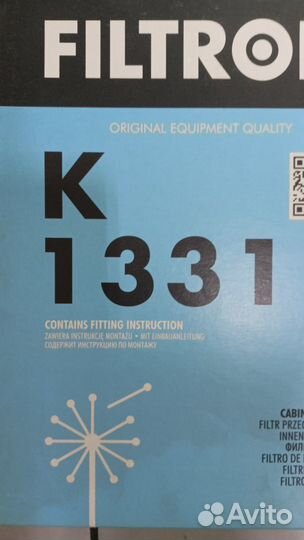 FILTRO
ORIGINAL EQUIPMENT QUALITY
K
1331
CONTAINS FITTING INSTRUCTION
ZAWIERA INSTRUKCJĘ MONTAŻU • MIT EINBAUANLEITUNG
СОДЕРЖИТ ИНСТРУКЦИЮ ПО МОНТАЖУ
CABIN
FILTR PRZEC
INNEN
ФИЛ
FILTRO DE
FILTR
FILTRO
Avito